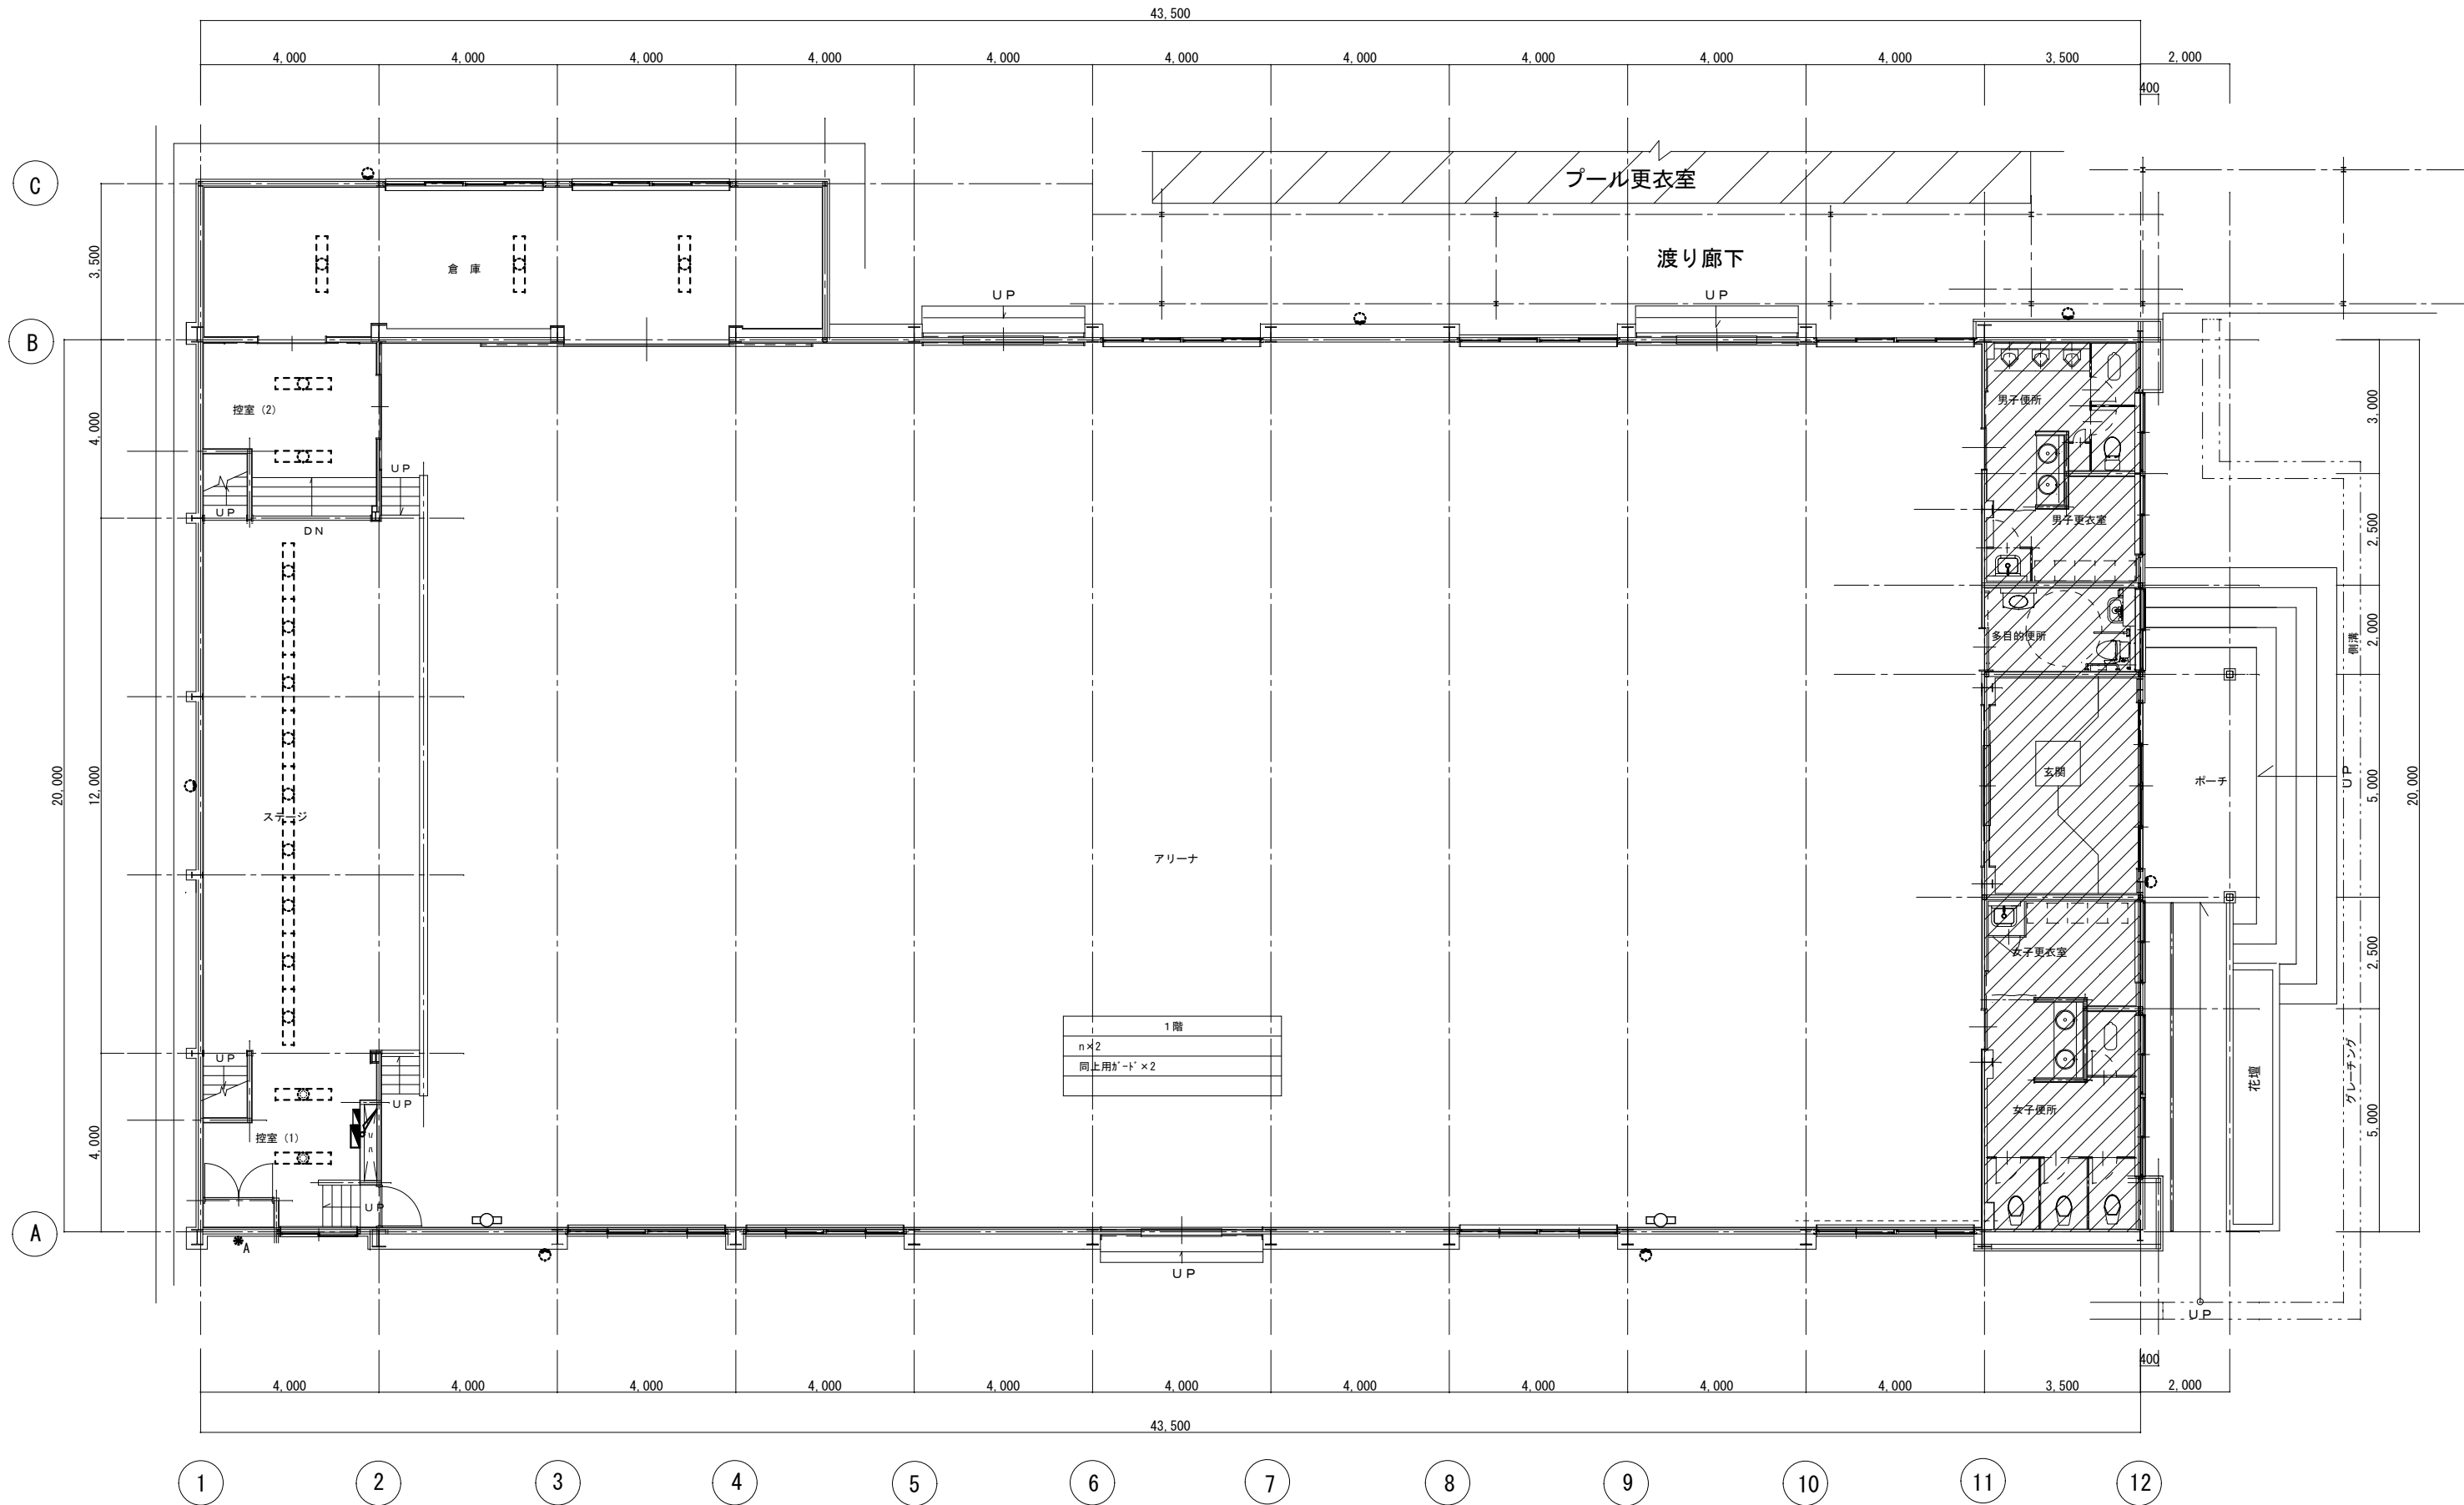 43,500
4,000 4,000 4,000 4,000 4,000 4,000 4,000 4,000 4,000 4,000 3,500 2,000
400
C
プール更衣室
3,500
倉 庫
渡り廊下
UP
UP
B
4,000
控室(2)
男子便所
3,000
UP
UP
DN
男子更衣室
2,500
多目的便所
2,000
側溝
20,000
12,000
ステージ
アリーナ
玄関
ポーチ
UP
5,000
20,000
女子更衣室
2,500
1階
n×2
同上用ガード×2
UP
UP
女子便所
花壇
グレーチング
5,000
4,000
控室(1)
UP
A
A
UP
UP
400
4,000 4,000 4,000 4,000 4,000 4,000 4,000 4,000 4,000 4,000 3,500 2,000
43,500
1 2 3 4 5 6 7 8 9 10 11 12